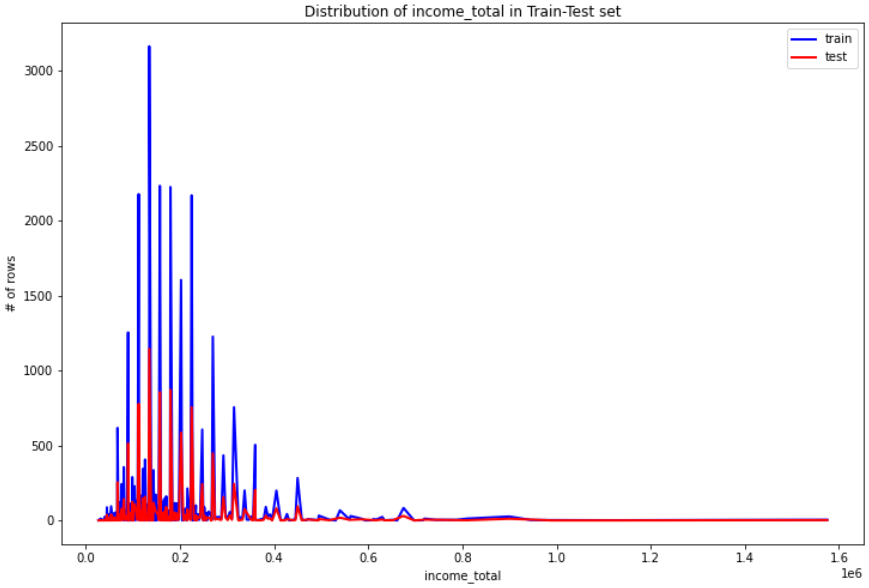 Distribution of income_total in Train-Test set
train
test
# of rows
3000
2500
2000
1500
1000
500
0
0.0 0.2 0.4 0.6 0.8 1.0 1.2 1.4 1.6
1e6
income_total